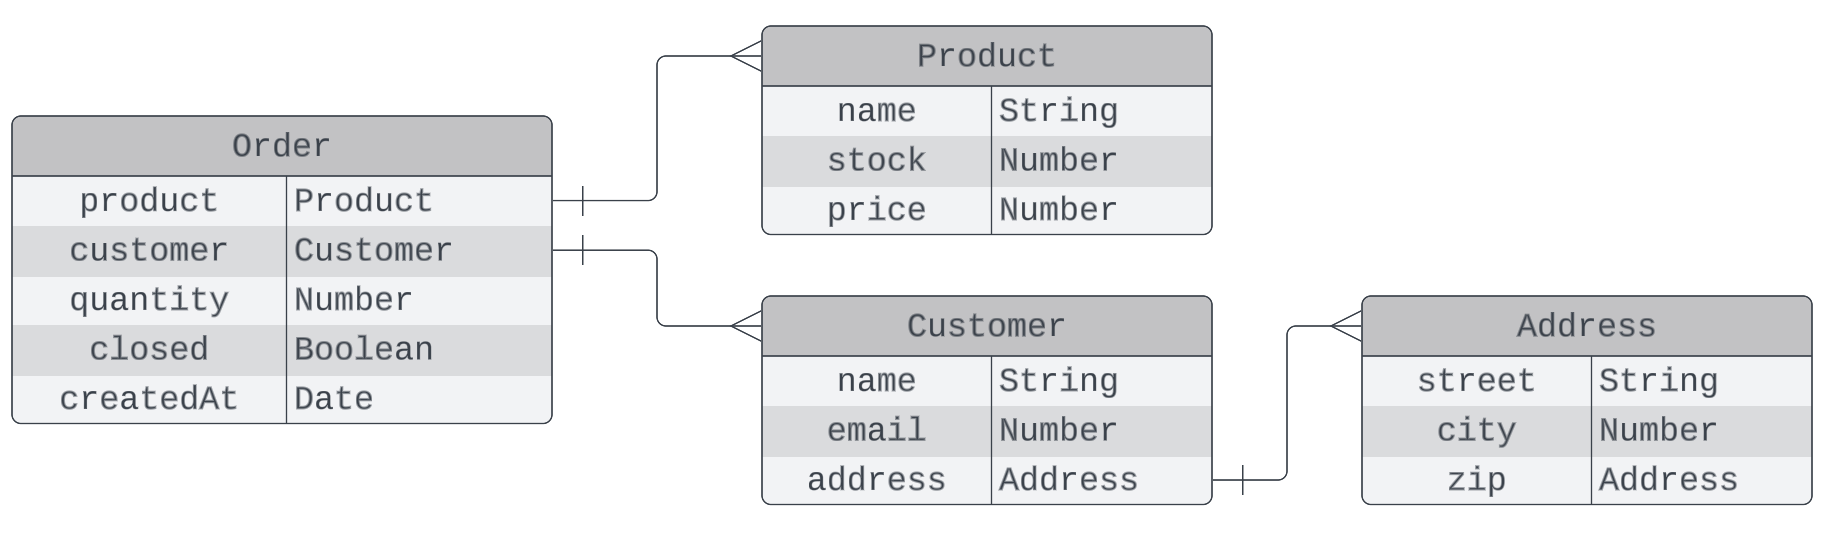 Order
product Product
customer Customer
quantity Number
closed Boolean
createdAt Date
Product
name String
stock Number
price Number
Customer
name String
email Number
address Address
Address
street String
city Number
zip Address